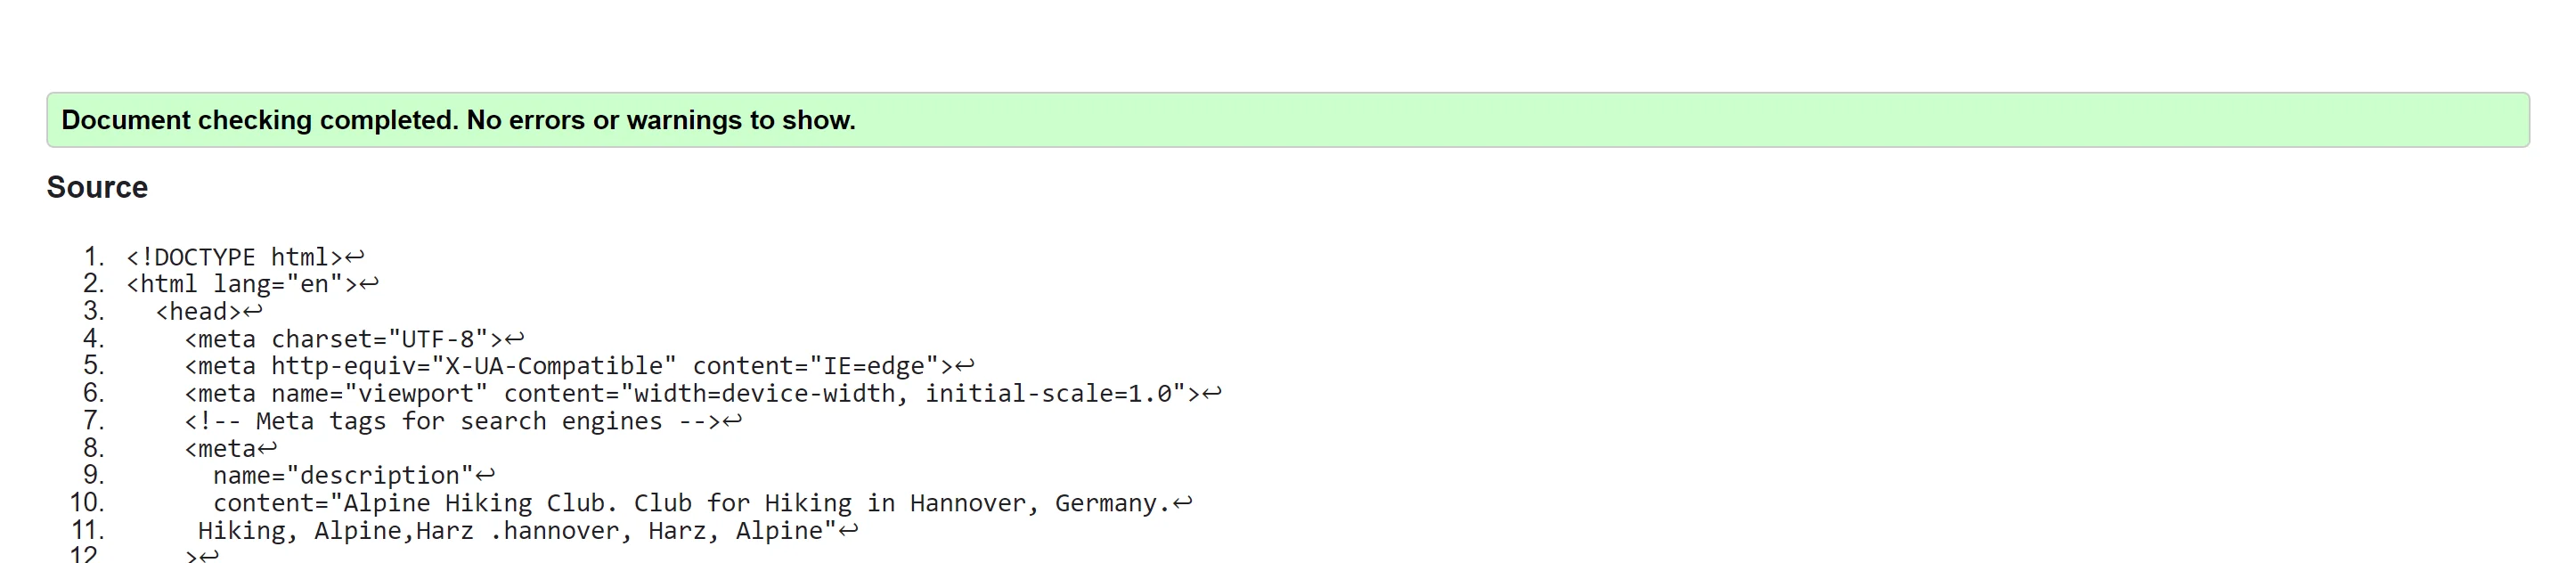 Document checking completed. No errors or warnings to show.
Source
1. <!DOCTYPE html>↩
2. <html lang="en">↩
3.   <head>↩
4.     <meta charset="UTF-8">↩
5.     <meta http-equiv="X-UA-Compatible" content="IE=edge">↩
6.     <meta name="viewport" content="width=device-width, initial-scale=1.0">↩
7.     <!-- Meta tags for search engines -->↩
8.     <meta↩
9.       name="description"↩
10.       content="Alpine Hiking Club. Club for Hiking in Hannover, Germany.↩
11.      Hiking, Alpine,Harz .hannover, Harz, Alpine"↩
12     >↩